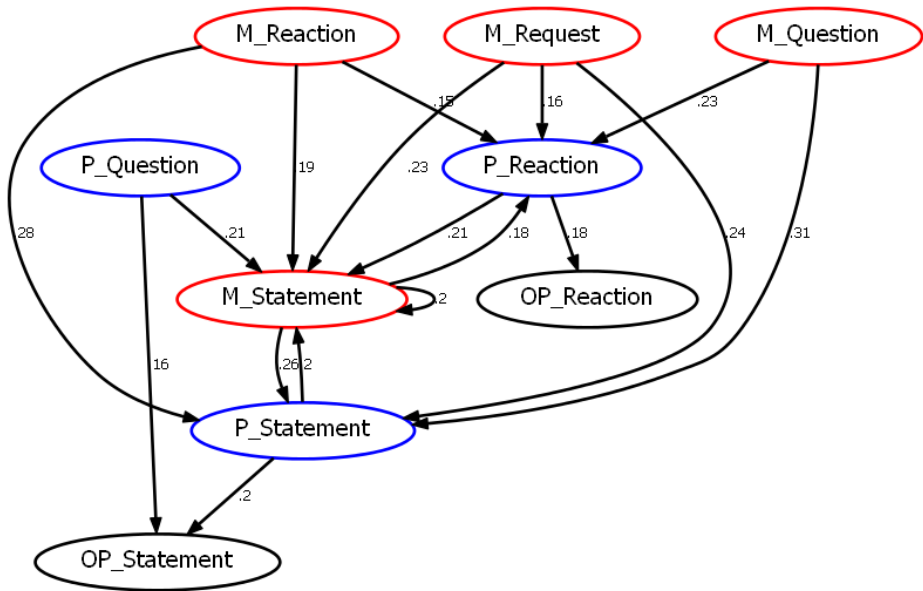 M_Reaction
M_Request
M_Question
.15
.16
.23
P_Question
19
.23
P_Reaction
28
.21
.21
.18
.18
.24
.31
M_Statement
.2
OP_Reaction
16
.26
2
P_Statement
.2
OP_Statement